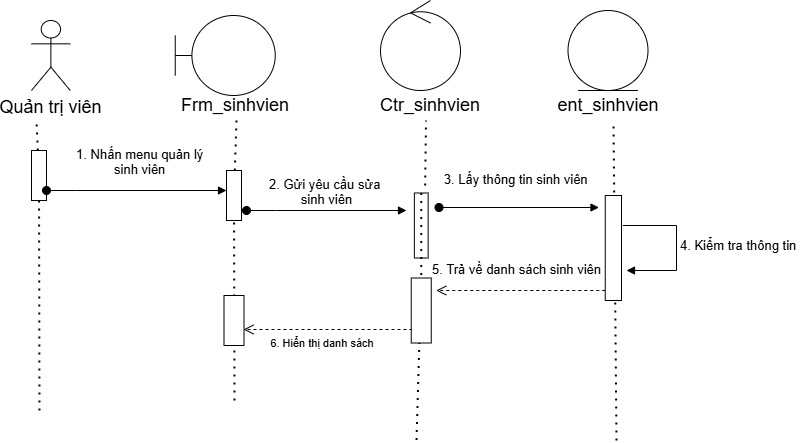 Quản trị viên
Frm_sinhvien
Ctr_sinhvien
ent_sinhvien
1. Nhấn menu quản lý
sinh viên
2. Gửi yêu cầu sửa
sinh viên
3. Lấy thông tin sinh viên
4. Kiểm tra thông tin
5. Trả về danh sách sinh viên
6. Hiển thị danh sách